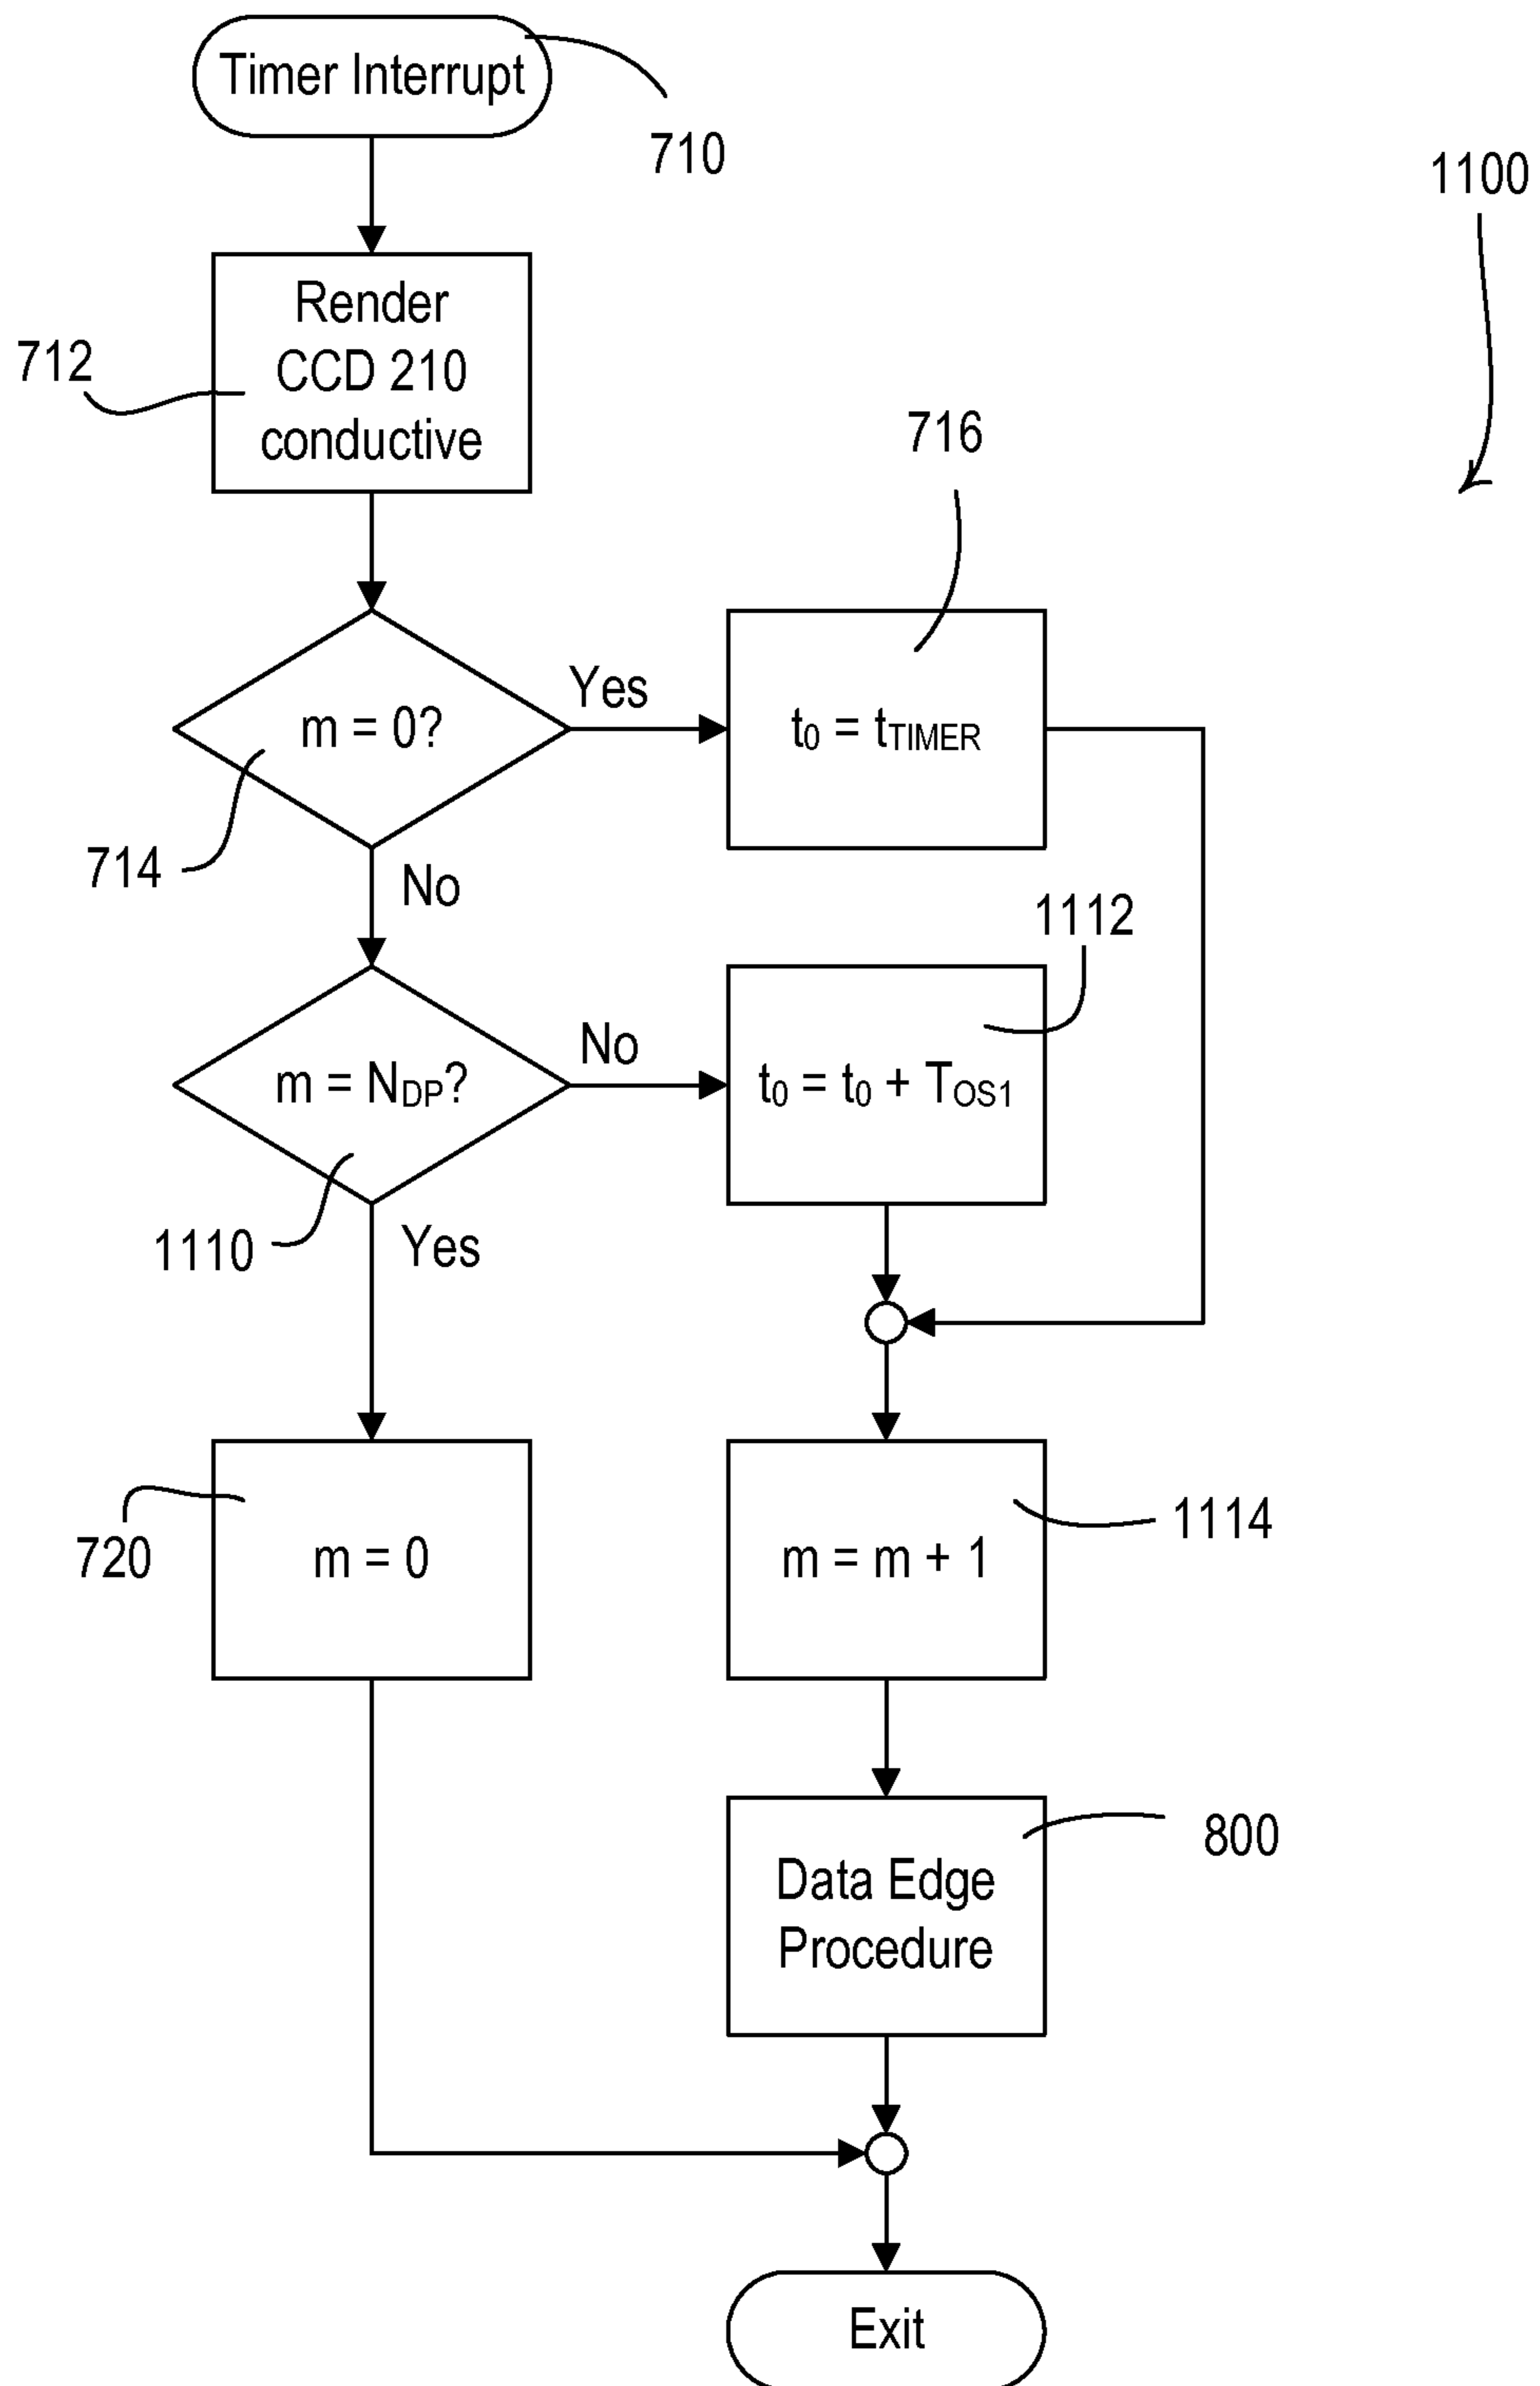 Timer Interrupt
710
1100
Render
CCD 210
conductive
712
716
m = 0?
Yes
t0 = tTIMER
714
No
1112
m = NDP?
No
t0 = t0 + TOS1
1110
Yes
720
m = 0
m = m + 1
1114
Data Edge
Procedure
800
Exit